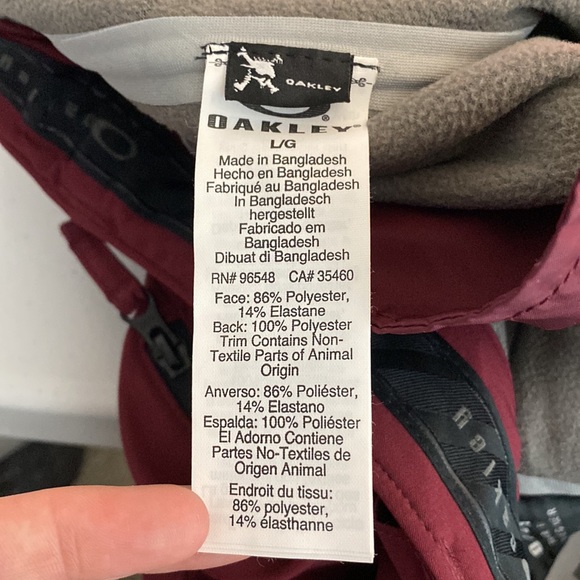 OAKLEY
OAKLEY
®
L/G
Made in Bangladesh
Hecho en Bangladesh
Fabriqué au Bangladesh
In Bangladesch
hergestellt
Fabricado em
Bangladesh
Dibuat di Bangladesh
RN# 96548 CA# 35460
Face: 86% Polyester,
14% Elastane
Back: 100% Polyester
Trim Contains Non-
Textile Parts of Animal
Origin
Anverso: 86% Poliéster,
14% Elastano
Espalda: 100% Poliéster
El Adorno Contiene
Partes No-Textiles de
Origen Animal
Endroit du tissu:
86% polyester,
14% élasthanne